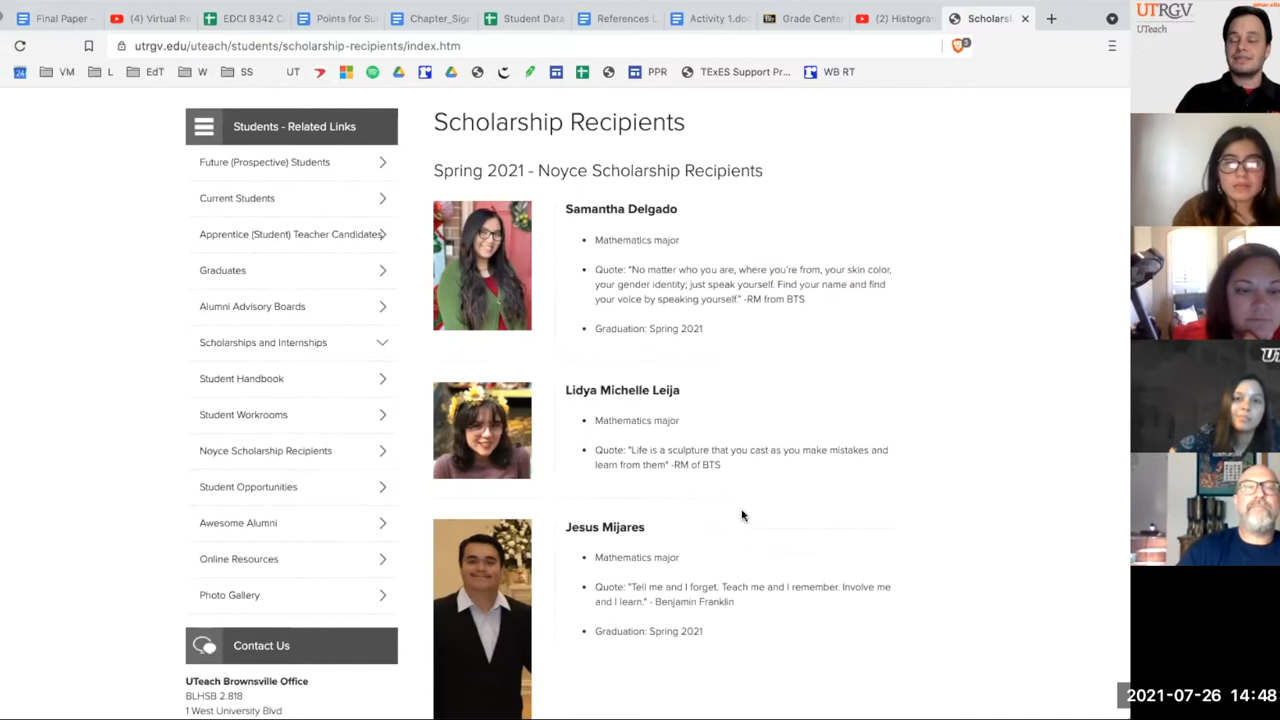 Final Paper
(4) Virtual Re
EDCI 8342 C
Points for Su
Chapter_Sig
Student Data
References L
Activity 1.doc
Grade Center
(2) Histogra
Scholarsl
utrgv.edu/uteach/students/scholarship-recipients/index.htm
VM
L
EdT
W
SS
UT
PPR
TExES Support Pr...
WB RT
Students - Related Links
Future (Prospective) Students
Current Students
Apprentice (Student) Teacher Candidates
Graduates
Alumni Advisory Boards
Scholarships and Internships
Student Handbook
Student Workrooms
Noyce Scholarship Recipients
Student Opportunities
Awesome Alumni
Online Resources
Photo Gallery
Contact Us
UTeach Brownsville Office
BLHSB 2.818
1 West University Blvd
Scholarship Recipients
Spring 2021 - Noyce Scholarship Recipients
Samantha Delgado
Mathematics major
Quote: "No matter who you are, where you're from, your skin color,
your gender identity; just speak yourself. Find your name and find
your voice by speaking yourself." -RM from BTS
Graduation: Spring 2021
Lidya Michelle Leija
Mathematics major
Quote: "Life is a sculpture that you cast as you make mistakes and
learn from them" -RM of BTS
Jesus Mijares
Mathematics major
Quote: "Tell me and I forget. Teach me and I remember. Involve me
and I learn." - Benjamin Franklin
Graduation: Spring 2021
UTRGV
UTeach
UT
2021-07-26 14:48